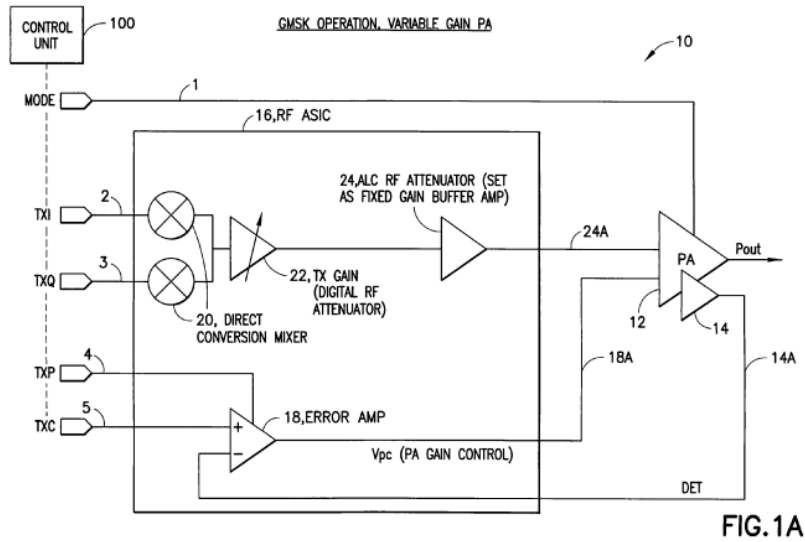 CONTROL
UNIT
100
GMSK OPERATION, VARIABLE GAIN PA
10
MODE
1
16,RF ASIC
24,ALC RF ATTENUATOR (SET
AS FIXED GAIN BUFFER AMP)
TXI
2
24A
PA
Pout
TXQ
3
22,TX GAIN
(DIGITAL RF
ATTENUATOR)
20, DIRECT
CONVERSION MIXER
12
14
TXP
4
18A
14A
TXC
5
18,ERROR AMP
+
−
Vpc (PA GAIN CONTROL)
DET
FIG.1A